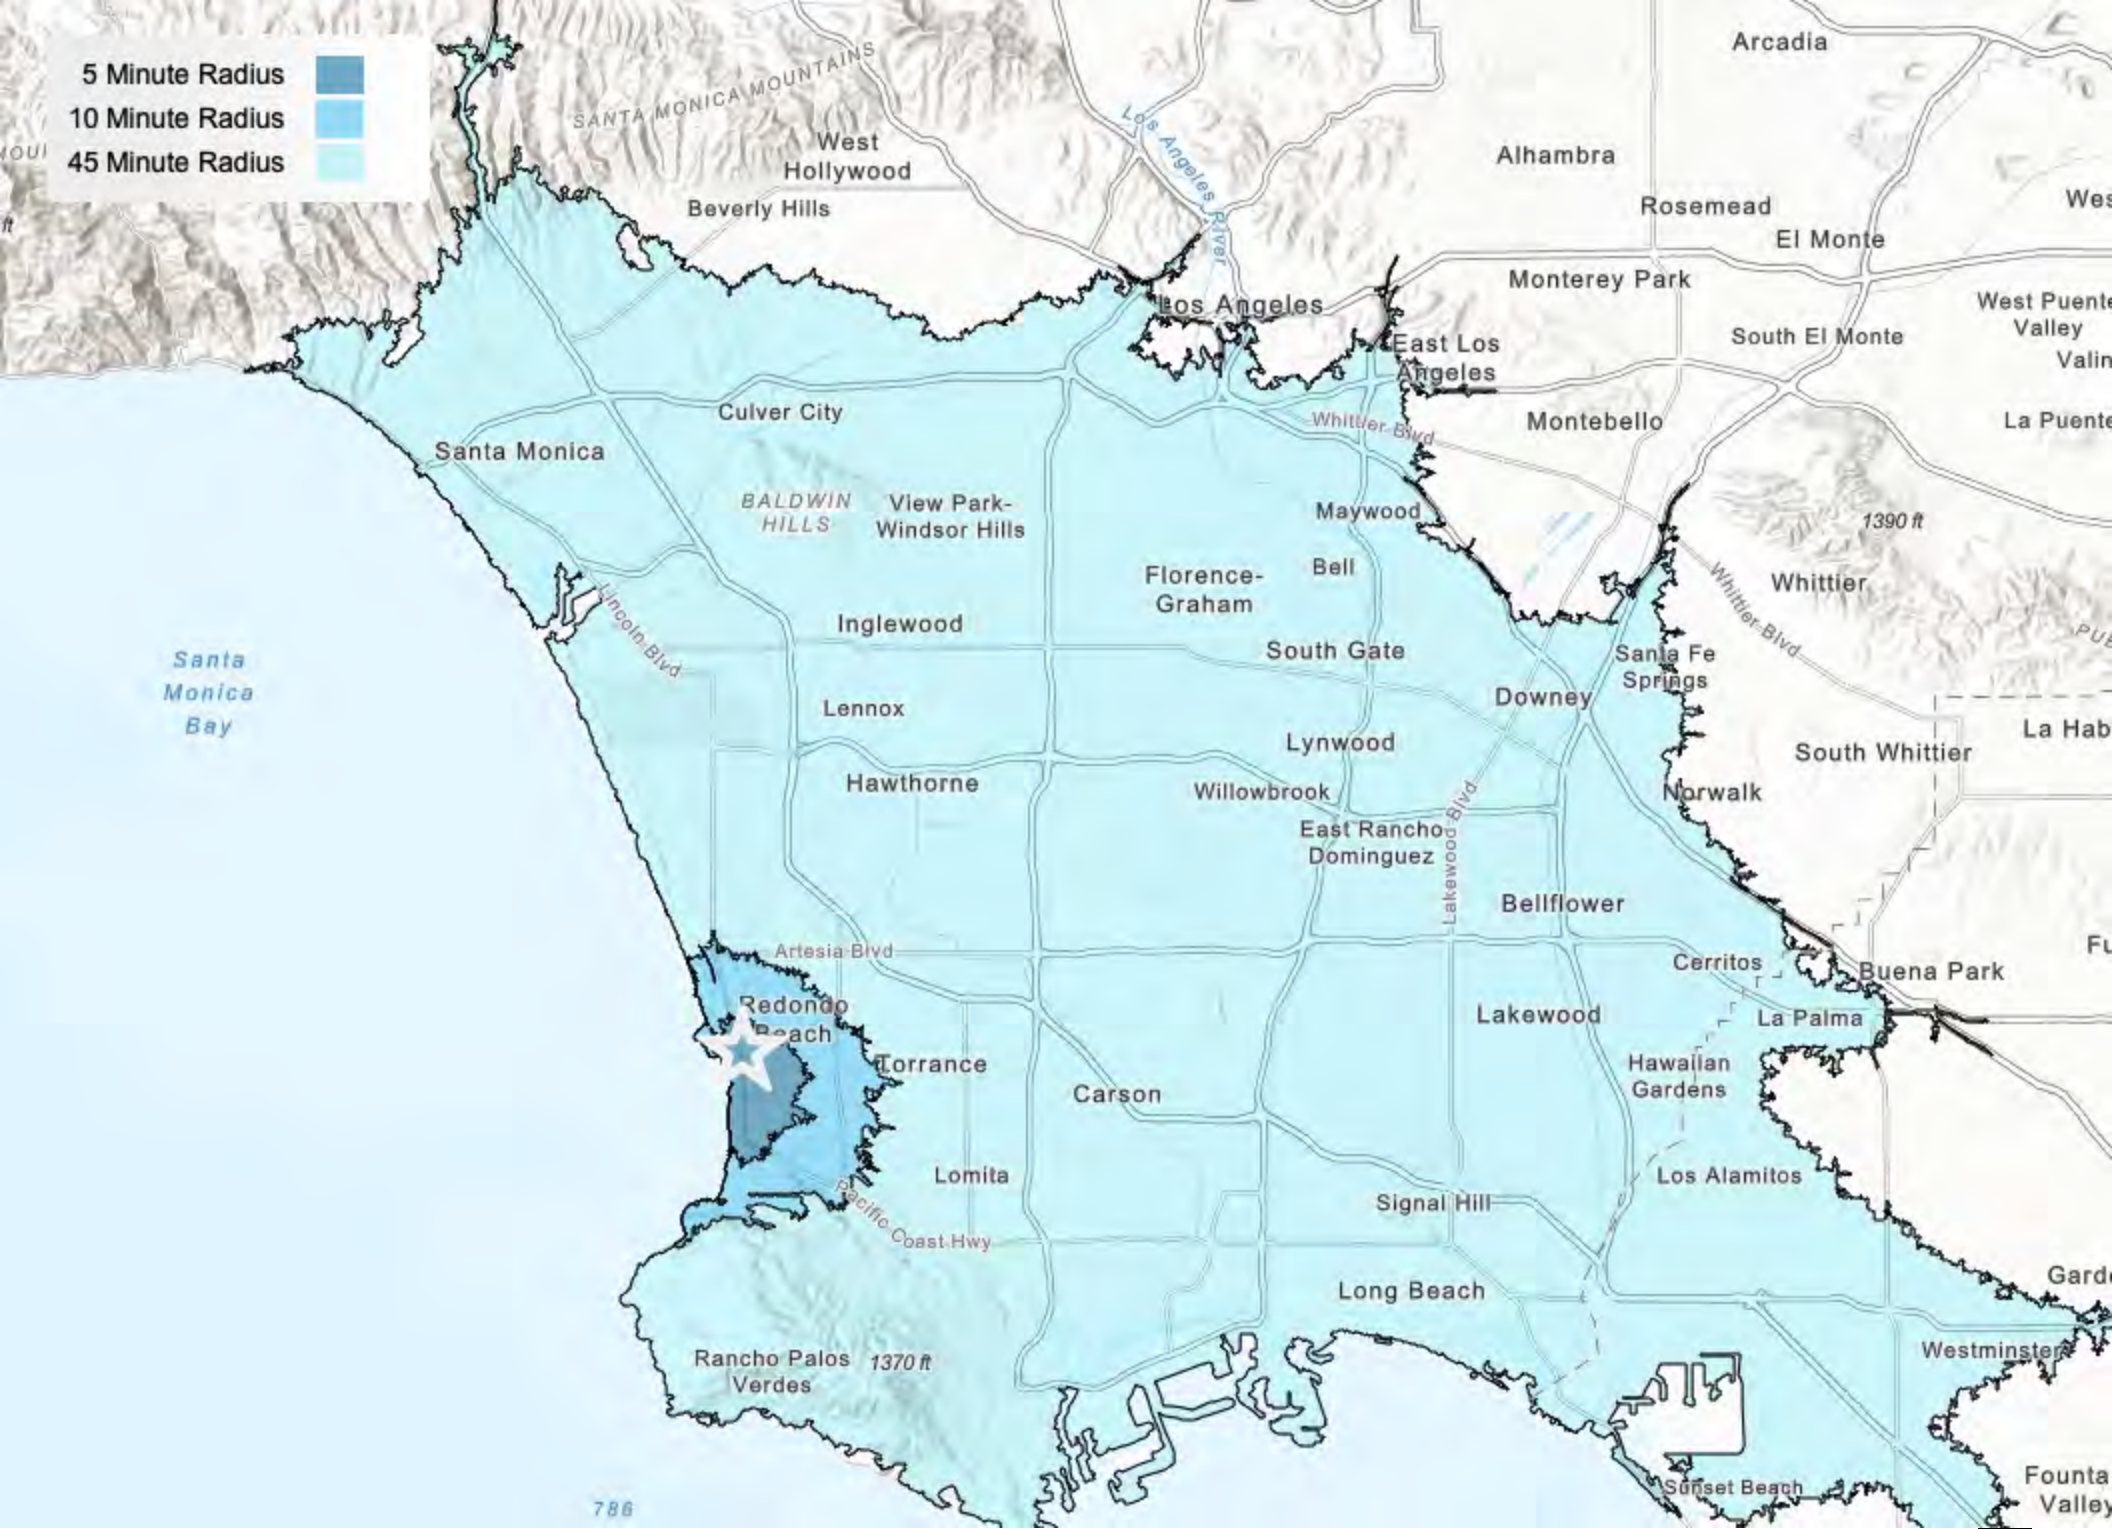 5 Minute Radius
10 Minute Radius
45 Minute Radius
SANTA MONICA MOUNTAINS
Los Angeles River
Arcadia
West
Hollywood
Beverly Hills
Alhambra
Rosemead
El Monte
Monterey Park
Los Angeles
South El Monte
West Puente
Valley
East Los
Angeles
ft
Culver City
Whittier Blvd
Montebello
La Puente
Santa Monica
BALDWIN
HILLS
View Park-
Windsor Hills
Maywood
1390 ft
Florence-
Graham
Bell
Whittier
Whittier Blvd
Lincoln Blvd
Inglewood
South Gate
Santa Fe
Springs
Santa
Monica
Bay
Downey
Lennox
Lynwood
South Whittier
La Hab
Hawthorne
Willowbrook
Norwalk
East Rancho
Dominguez
Lakewood Blvd
Bellflower
Artesia Blvd
Cerritos
Buena Park
Fu
Redondo
Beach
Lakewood
La Palma
Torrance
Carson
Hawaiian
Gardens
Lomita
Los Alamitos
Pacific Coast Hwy
Signal Hill
Long Beach
Garde
Rancho Palos
Verdes
1370 ft
Westminster
Sunset Beach
Founta
Valley
786